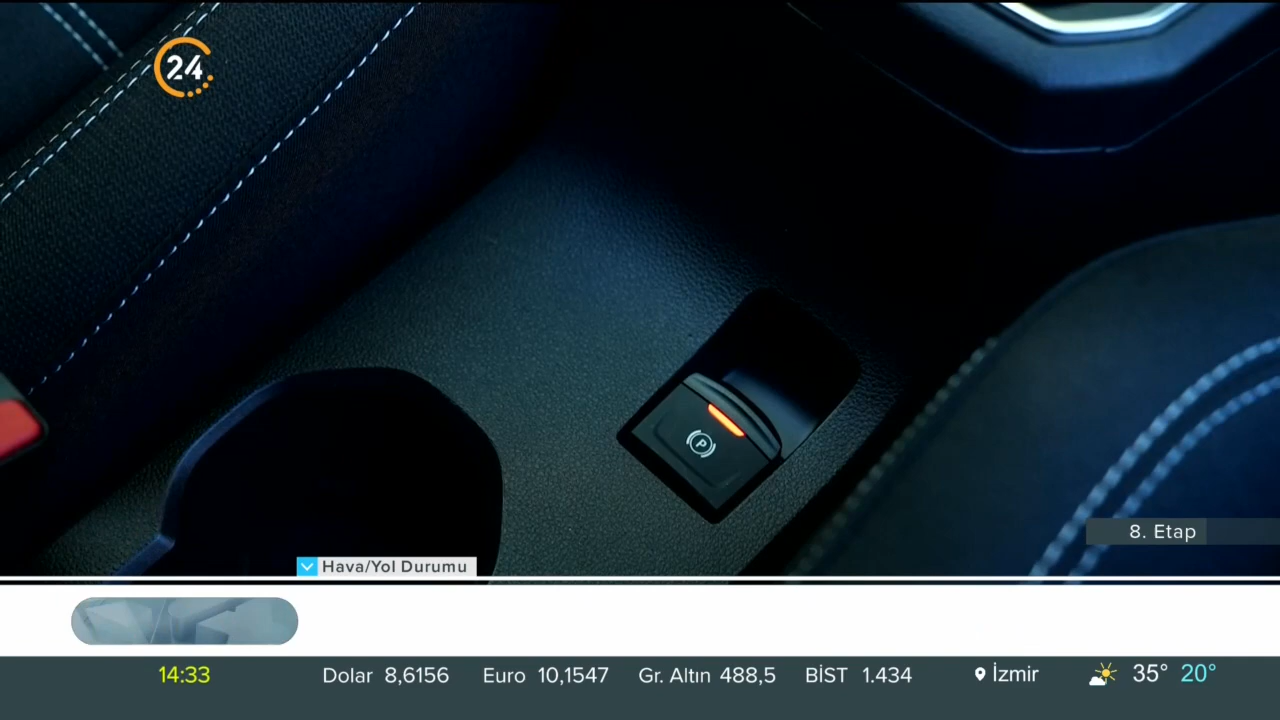 24
P
8. Etap
Hava/Yol Durumu
14:33 Dolar 8,6156 Euro 10,1547 Gr. Altın 488,5 BİST 1.434 İzmir 35° 20°